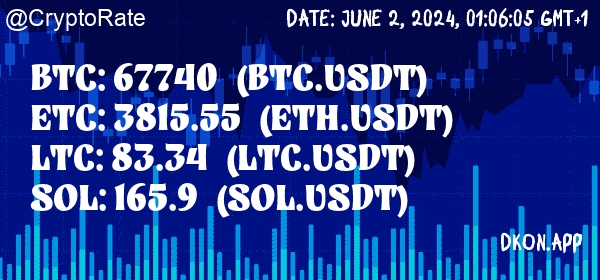 @CryptoRate
DATE: JUNE 2, 2024, 01:06:05 GMT+1
BTC: 67740 (BTC.USDT)
ETC: 3815.55 (ETH.USDT)
LTC: 83.34 (LTC.USDT)
SOL: 165.9 (SOL.USDT)
DKON.APP